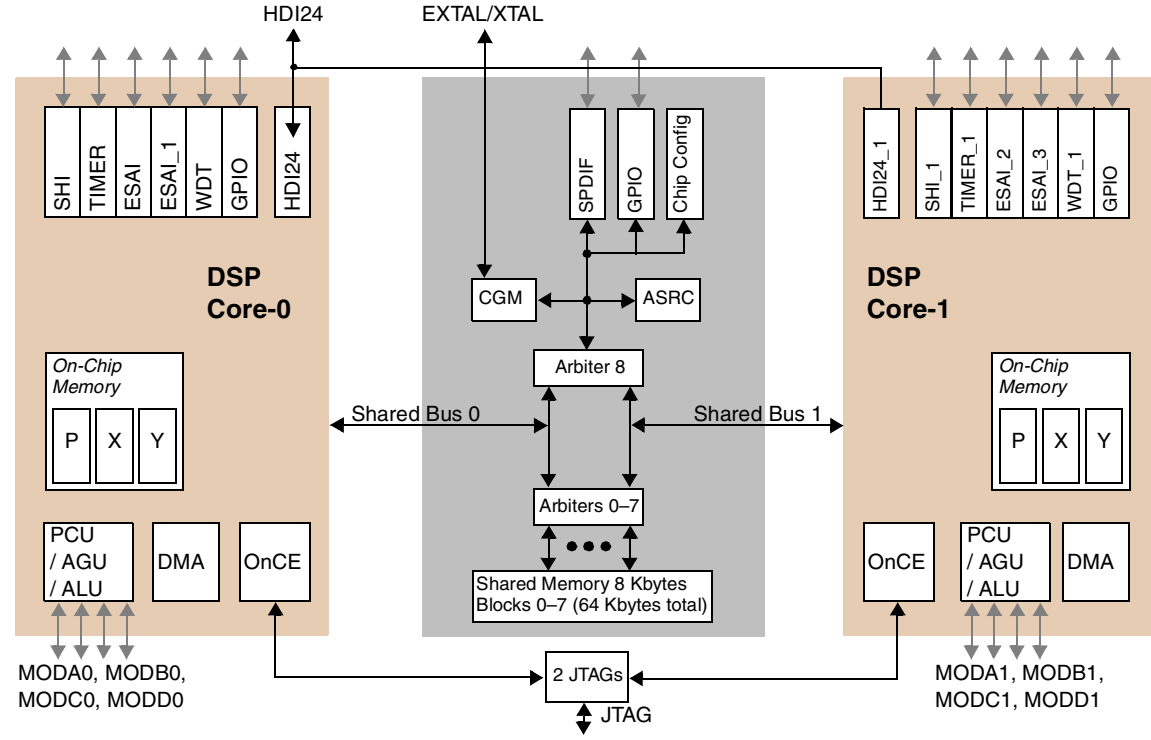 HDI24
EXTAL/XTAL
SHI
TIMER
ESAI
ESAI_1
WDT
GPIO
HDI24
SPDIF
GPIO
Chip Config
HDI24_1
SHI_1
TIMER_1
ESAI_2
ESAI_3
WDT_1
GPIO
DSP
Core-0
CGM
ASRC
DSP
Core-1
On-Chip
Memory
P
X
Y
Arbiter 8
Shared Bus 0
Shared Bus 1
On-Chip
Memory
P
X
Y
Arbiters 0–7
PCU
/ AGU
/ ALU
DMA
OnCE
Shared Memory 8 Kbytes
Blocks 0–7 (64 Kbytes total)
OnCE
PCU
/ AGU
/ ALU
DMA
MODA0, MODB0,
MODC0, MODD0
2 JTAGs
JTAG
MODA1, MODB1,
MODC1, MODD1